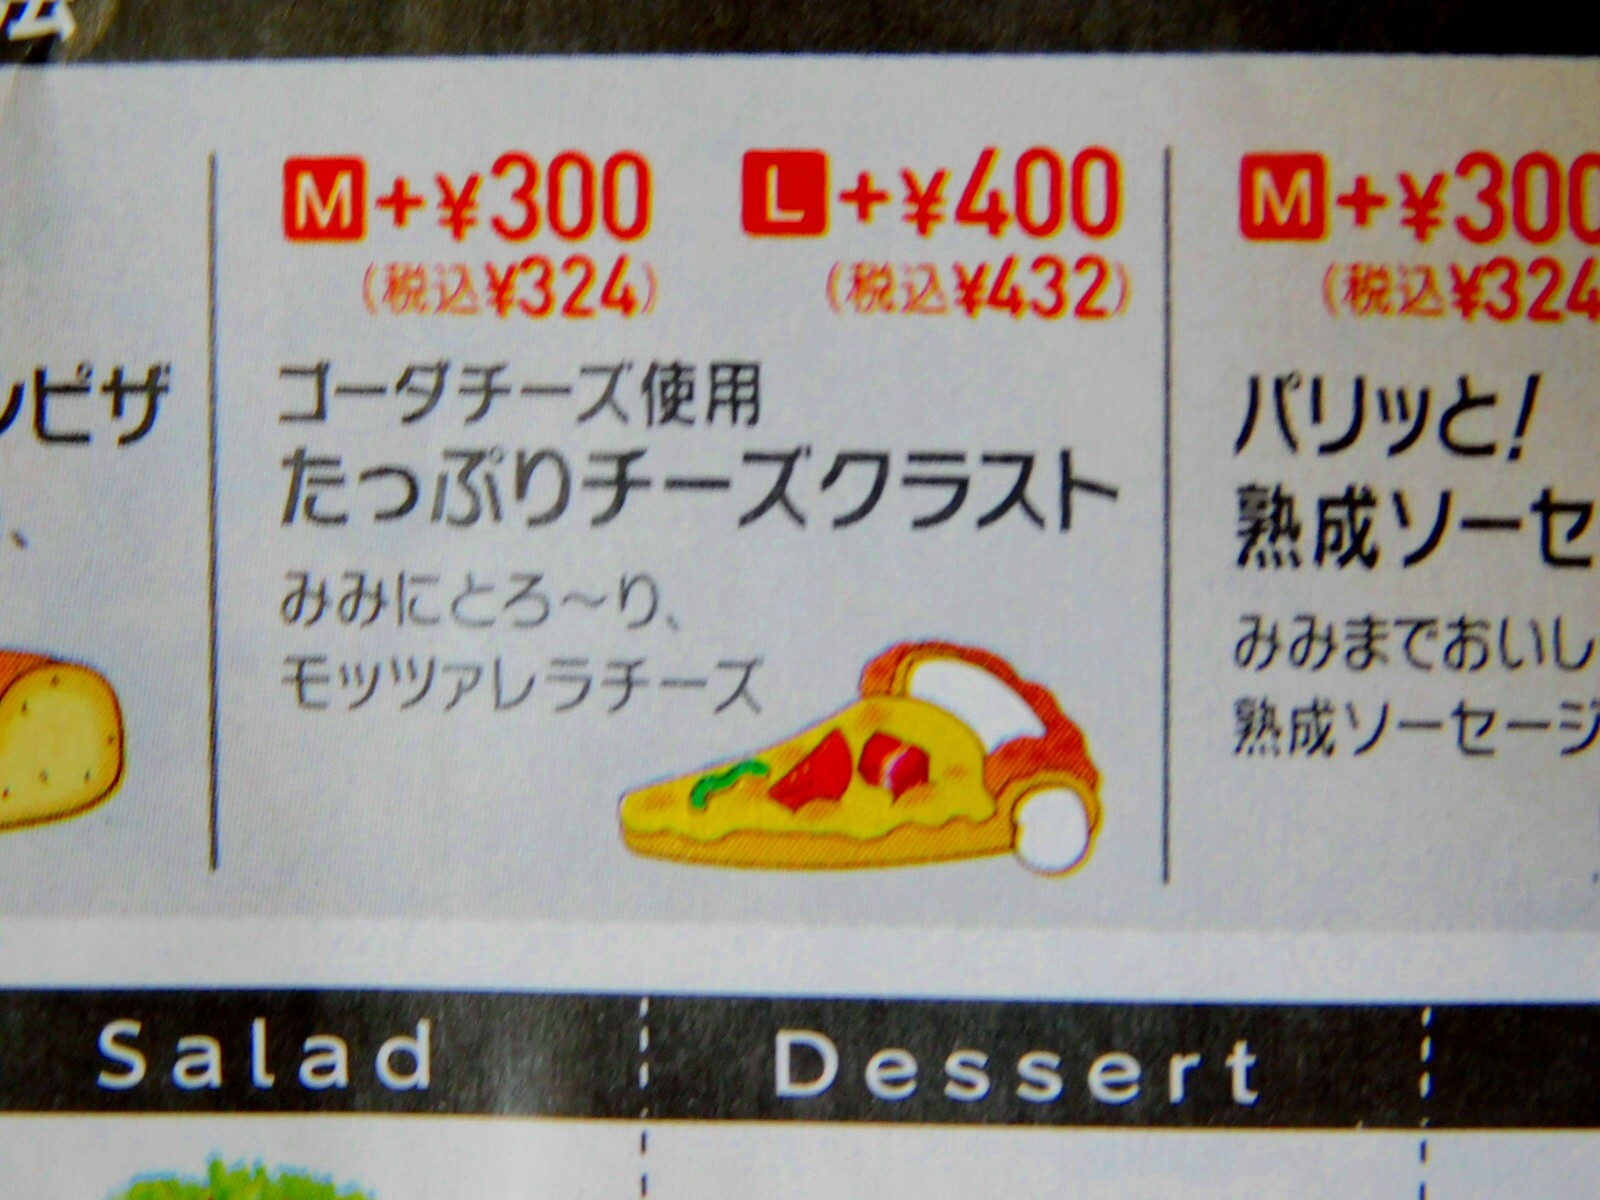 ンピザ
、
M+¥300 L+¥400
(税込¥324) (税込¥432)
ゴーダチーズ使用
たっぷりチーズクラスト
みみにとろ〜り、
モッツァレラチーズ
M+¥300
(税込¥324
パリッと!
熟成ソーセ
みみまでおいし
熟成ソーセージ
Salad Dessert